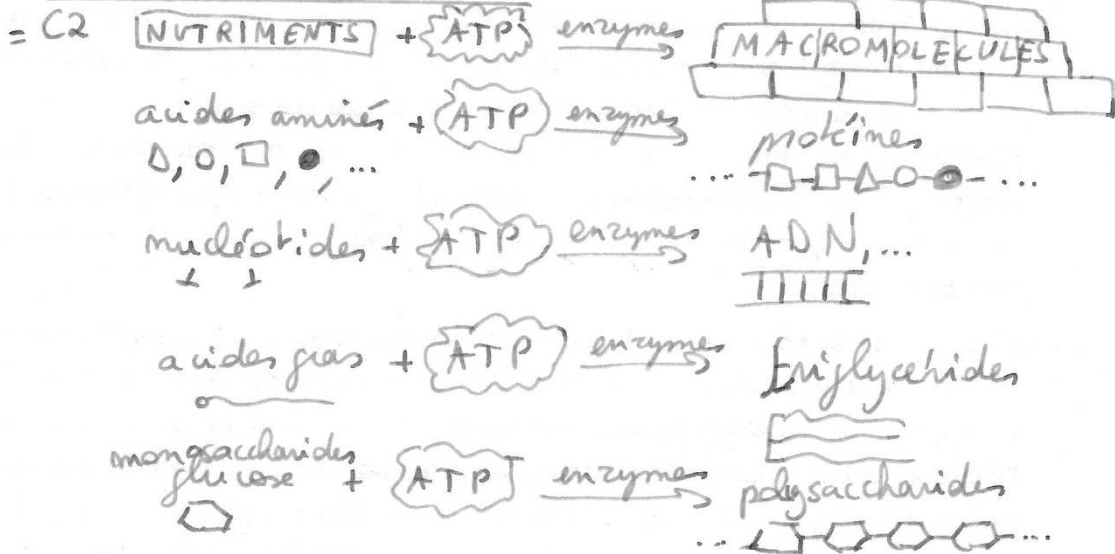 = C2 NUTRIMENTS + ATP enzymes MACROMOLECULES
acides aminés + ATP enzymes protéines
, , , , ... ... - - - - - - ...
nucléotides + ATP enzymes ADN,...
acides gras + ATP enzymes triglycérides
monosaccharides
glucose + ATP enzymes polysaccharides
... ...